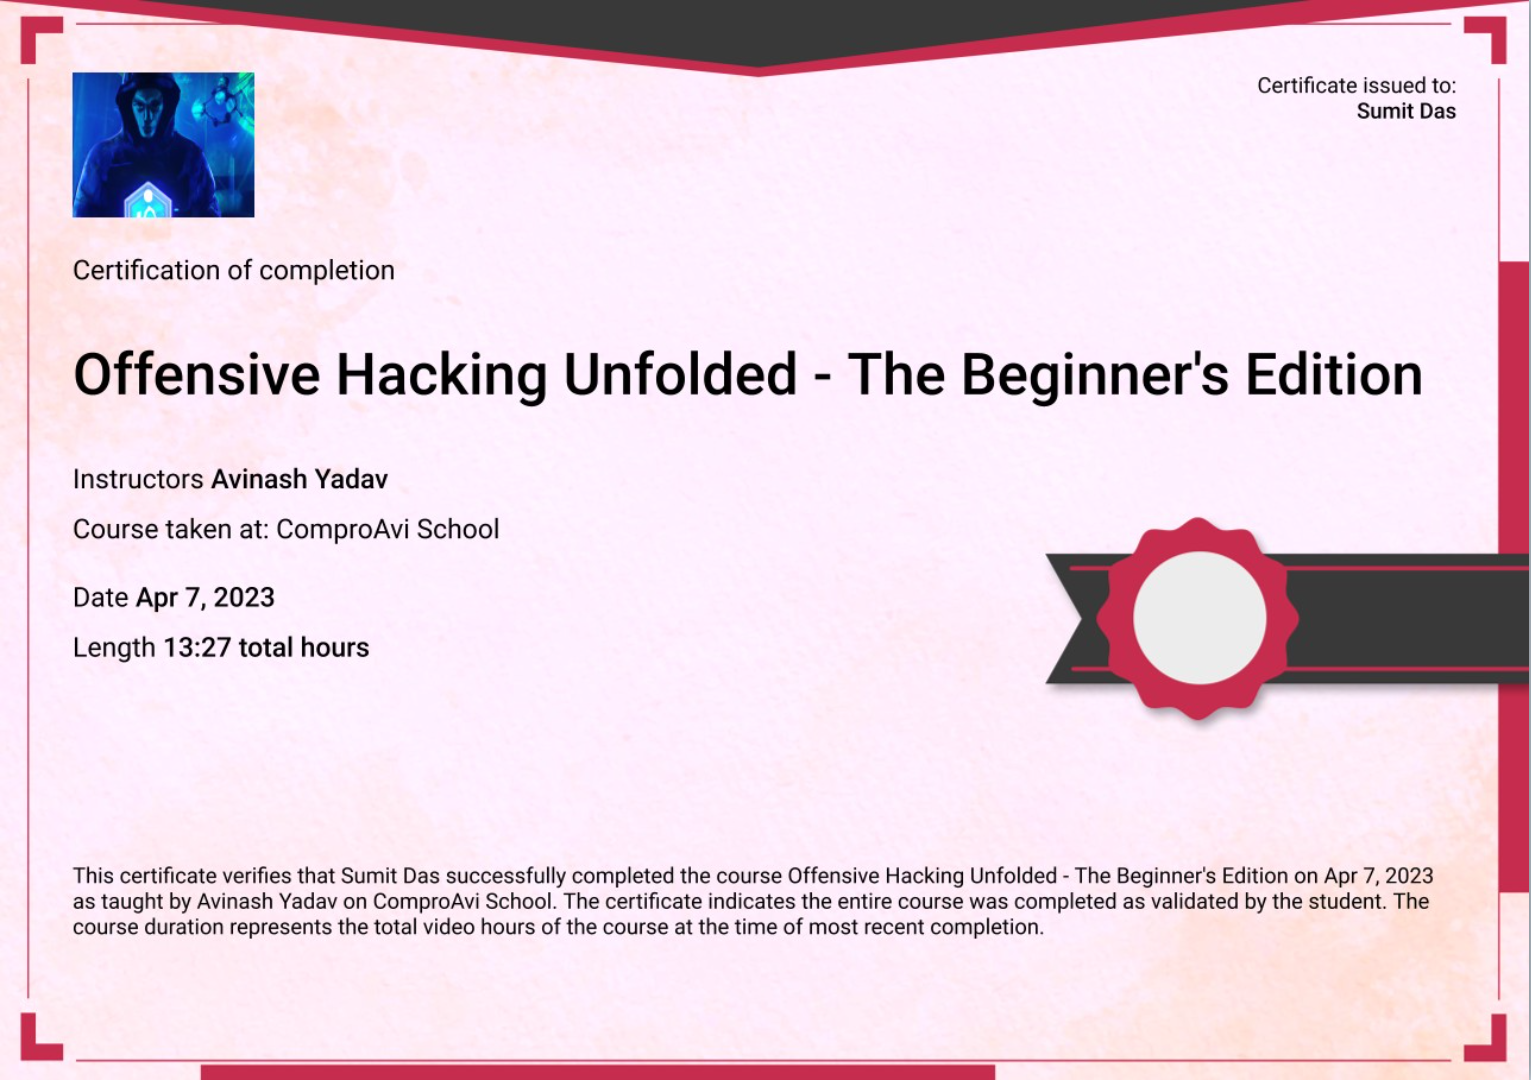 Certificate issued to:
Sumit Das
Certification of completion
Offensive Hacking Unfolded - The Beginner's Edition
Instructors Avinash Yadav
Course taken at: ComproAvi School
Date Apr 7, 2023
Length 13:27 total hours
This certificate verifies that Sumit Das successfully completed the course Offensive Hacking Unfolded - The Beginner's Edition on Apr 7, 2023
as taught by Avinash Yadav on ComproAvi School. The certificate indicates the entire course was completed as validated by the student. The
course duration represents the total video hours of the course at the time of most recent completion.